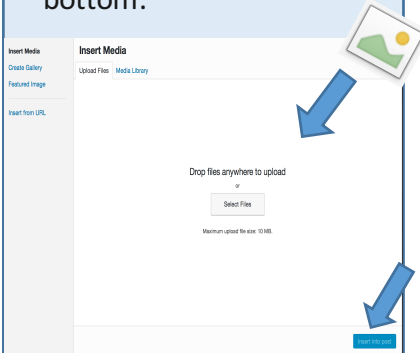 bottom.
Insert Media
Create Gallery
Featured Image
Insert from URL
Insert Media
Upload Files Media Library
Drop files anywhere to upload
or
Select Files
Maximum upload file size: 10 MB.
Insert into post